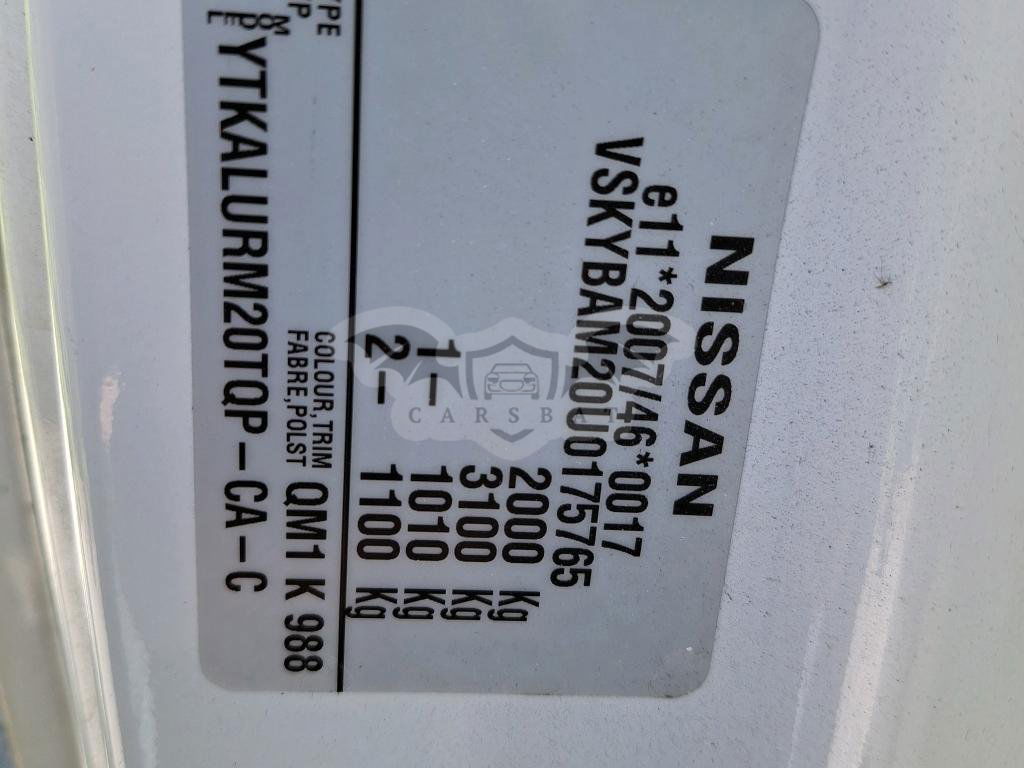 NISSAN
e11*2007/46*0017
VSKYBAM20U0175765
2000 Kg
3100 Kg
1- 1010 Kg
2- 1100 Kg
COLOUR,TRIM
FABRE,POLST QM1 K 988
YTKALURM20TQP-CA-C
CARSBAT